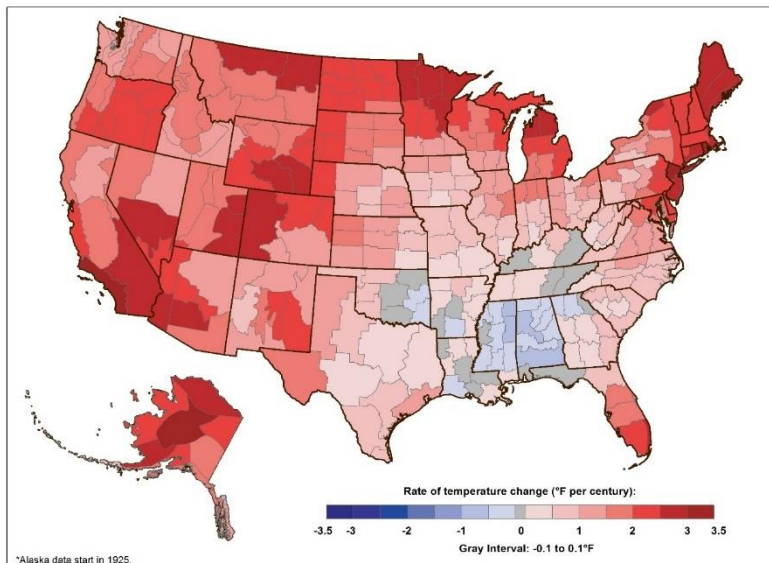 Rate of temperature change (°F per century):
-3.5 -3 -2 -1 0 1 2 3 3.5
Gray Interval: -0.1 to 0.1°F
*Alaska data start in 1925.